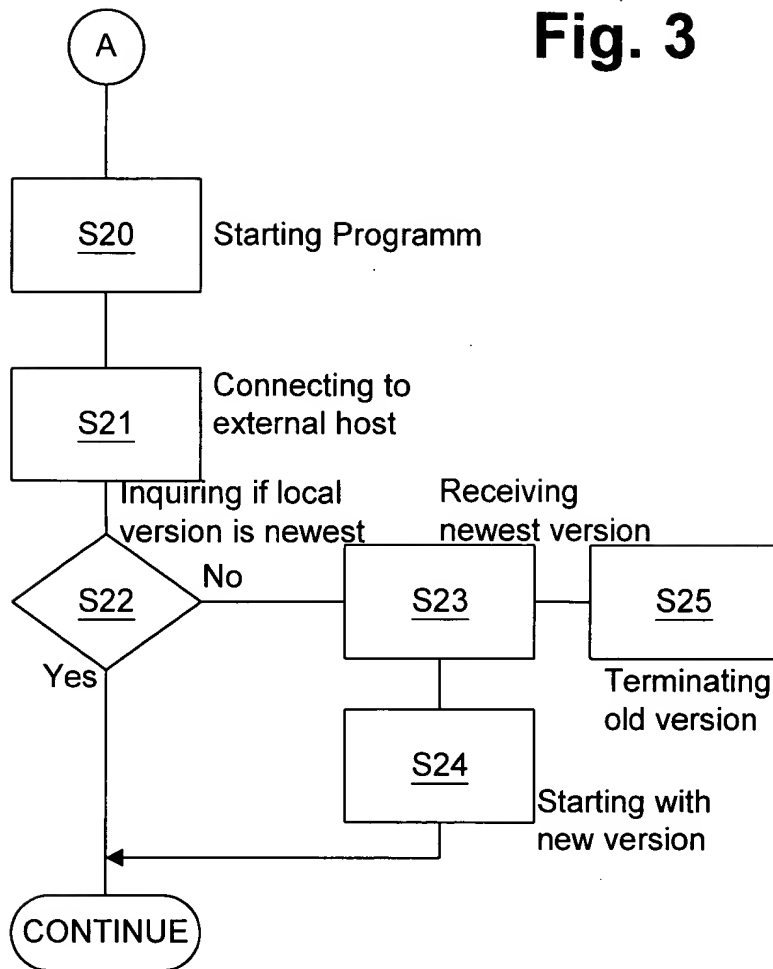 Fig. 3
A
S20
Starting Programm
S21
Connecting to
external host
Inquiring if local
version is newest
S22
No
Yes
Receiving
newest version
S23
S25
Terminating
old version
S24
Starting with
new version
CONTINUE